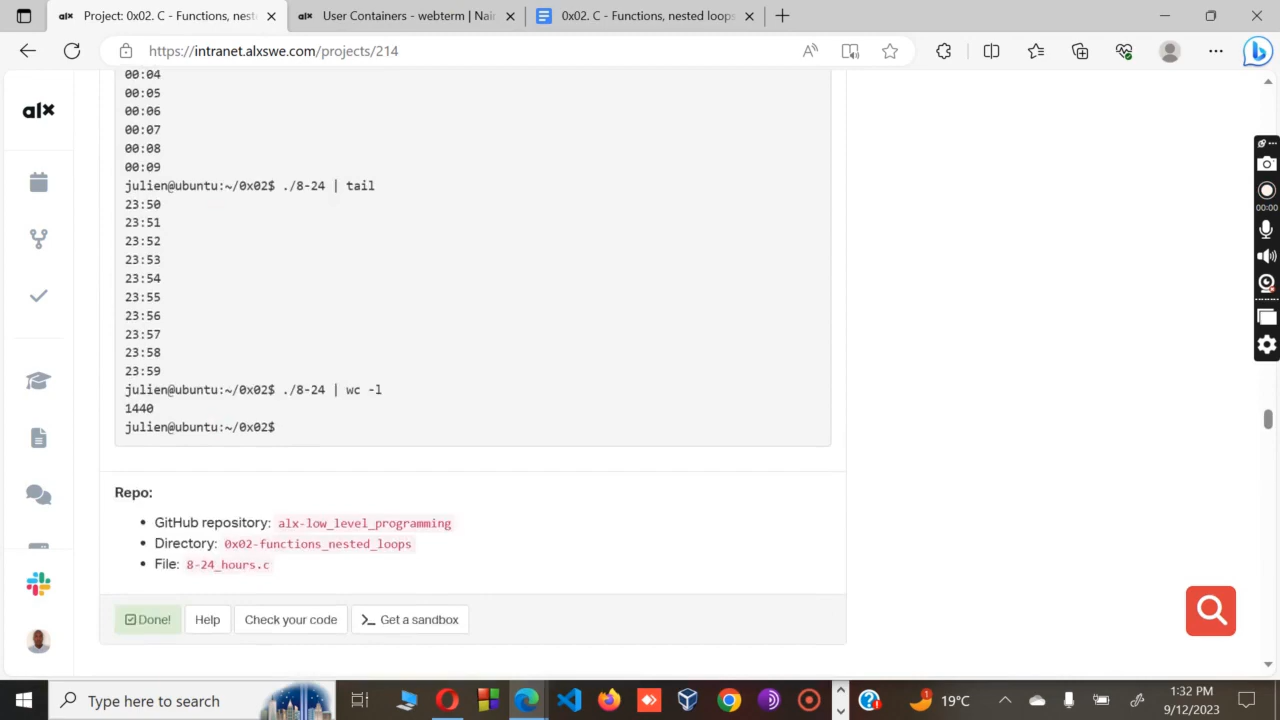 Project: 0x02. C - Functions, nest
User Containers - webterm | Nair
0x02. C - Functions, nested loops
https://intranet.alxswe.com/projects/214
alx
00:04
00:05
00:06
00:07
00:08
00:09
julien@ubuntu:~/0x02$ ./8-24 | tail
23:50
23:51
23:52
23:53
23:54
23:55
23:56
23:57
23:58
23:59
julien@ubuntu:~/0x02$ ./8-24 | wc -l
1440
julien@ubuntu:~/0x02$
00:00
Repo:
• GitHub repository: alx-low_level_programming
• Directory: 0x02-functions_nested_loops
• File: 8-24_hours.c
Done!
Help
Check your code
>_ Get a sandbox
Type here to search
19°C
1:32 PM
9/12/2023